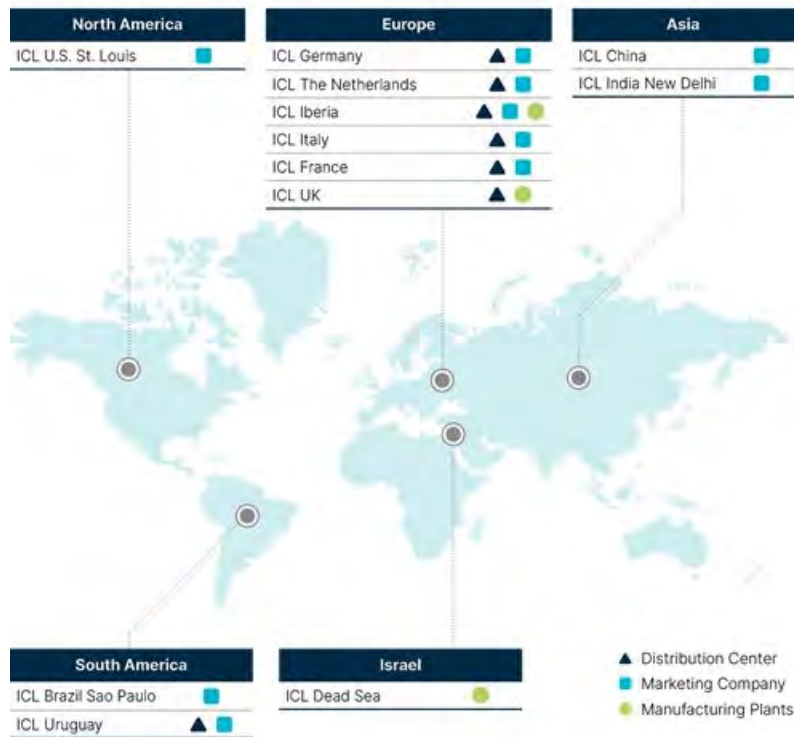 North America
ICL U.S. St. Louis
Europe
ICL Germany
ICL The Netherlands
ICL Iberia
ICL Italy
ICL France
ICL UK
Asia
ICL China
ICL India New Delhi
South America
ICL Brazil Sao Paulo
ICL Uruguay
Israel
ICL Dead Sea
Distribution Center
Marketing Company
Manufacturing Plants